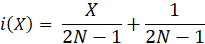 i(X) = X/(2N − 1) + 1/(2N − 1)